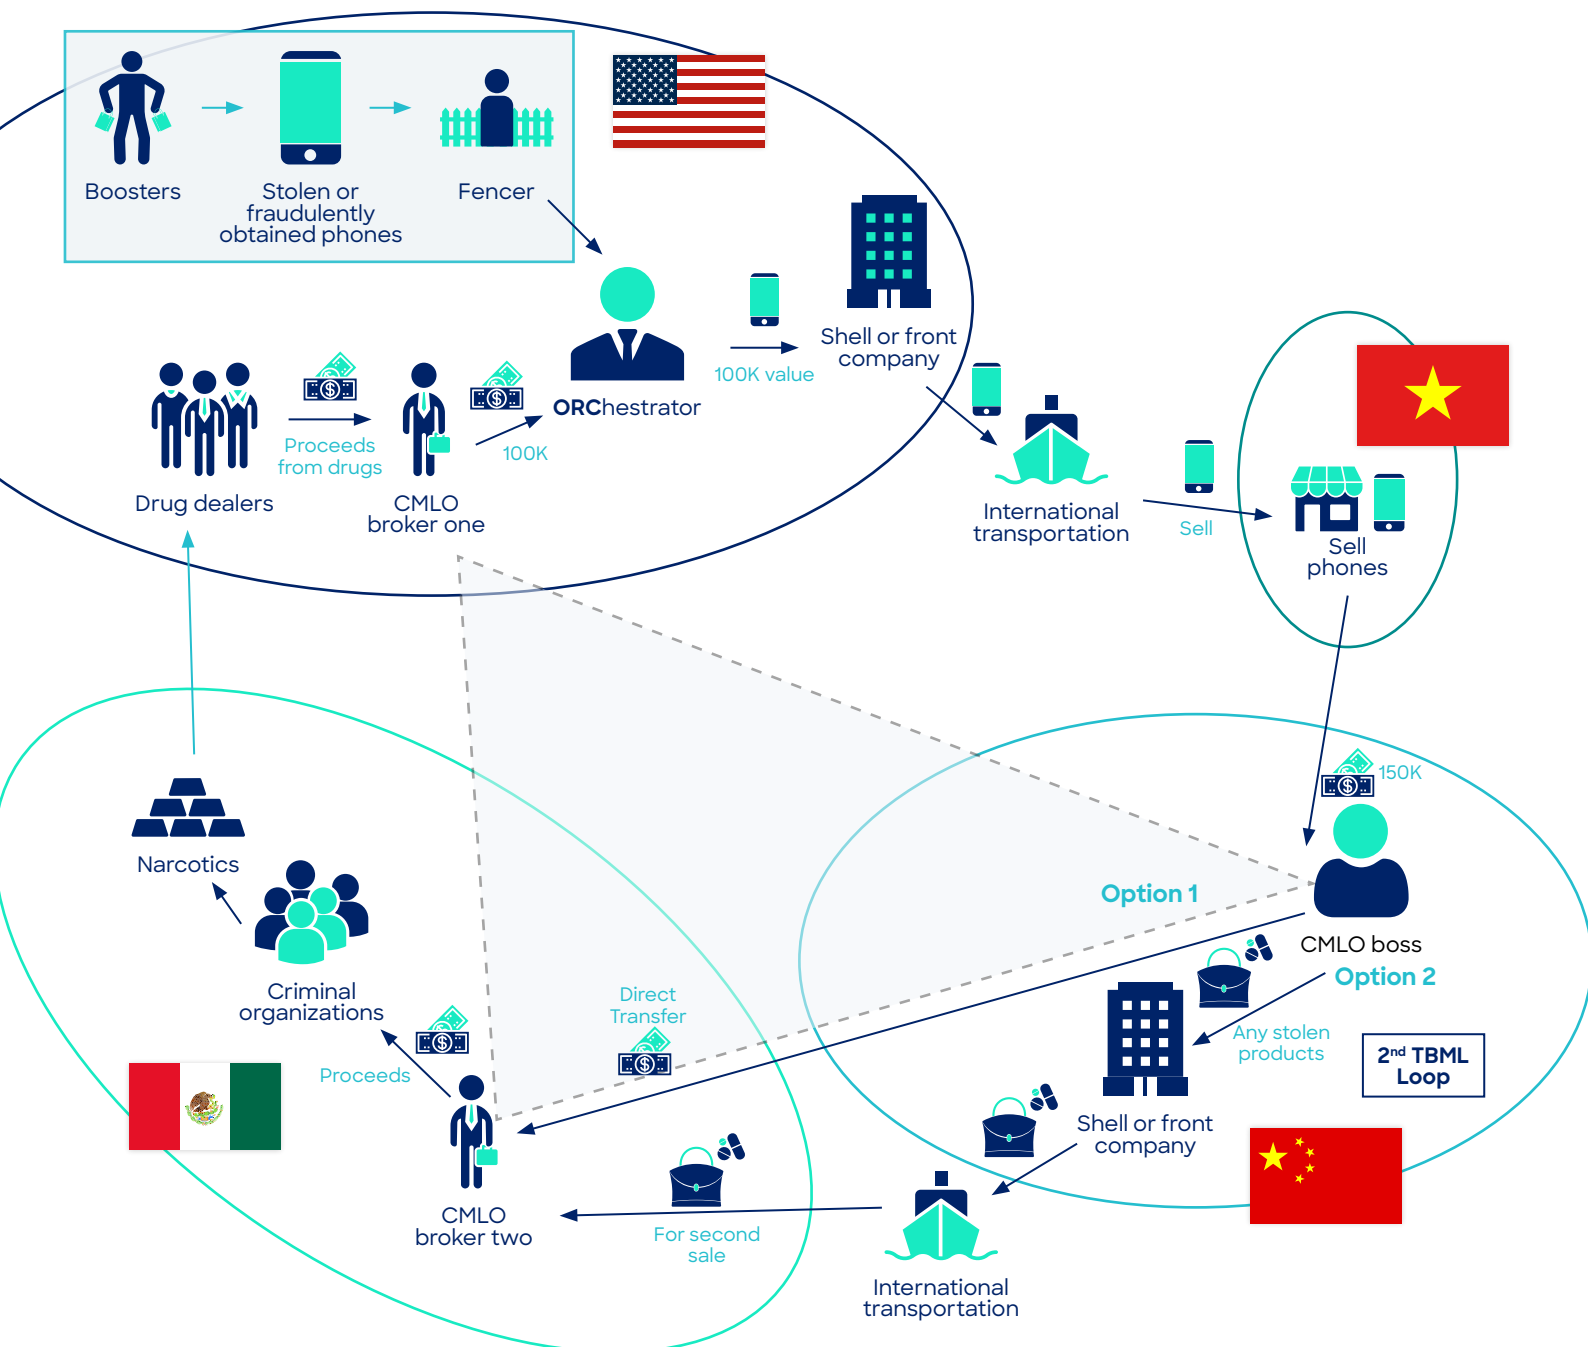 Boosters
Stolen or
fraudulently
obtained phones
Fencer
Shell or front
company
100K value
ORChestrator
Proceeds
from drugs
100K
Drug dealers
CMLO
broker one
International
transportation
Sell
Sell
phones
150K
Narcotics
Option 1
CMLO boss
Option 2
Criminal
organizations
Direct
Transfer
Any stolen
products
2nd TBML
Loop
Proceeds
Shell or front
company
CMLO
broker two
For second
sale
International
transportation